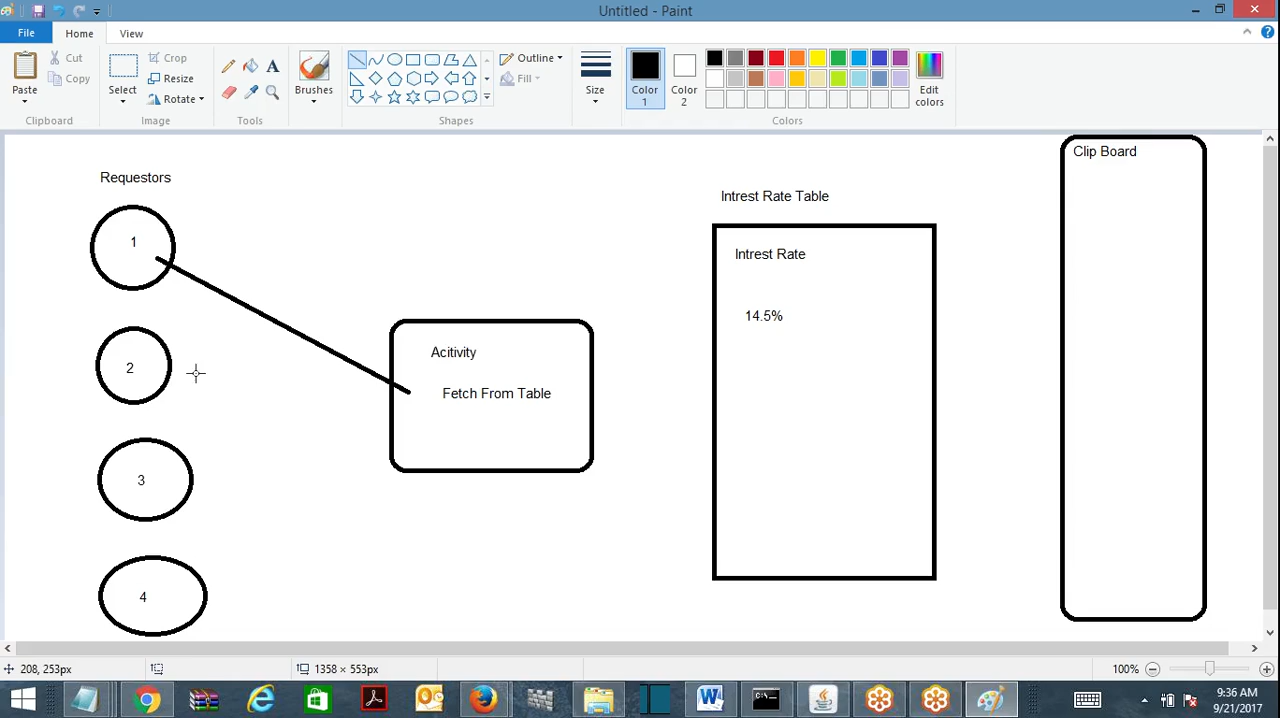 Untitled - Paint
File
Home
View
Paste
Cut
Copy
Clipboard
Select
Crop
Resize
Rotate
Image
A
Tools
Brushes
Shapes
Outline
Fill
Size
Color 1
Color 2
Edit colors
Colors
Requestors
1
2
3
4
Acitivity
Fetch From Table
Intrest Rate Table
Intrest Rate
14.5%
Clip Board
208, 253px
1358 × 553px
100%
9:36 AM
9/21/2017